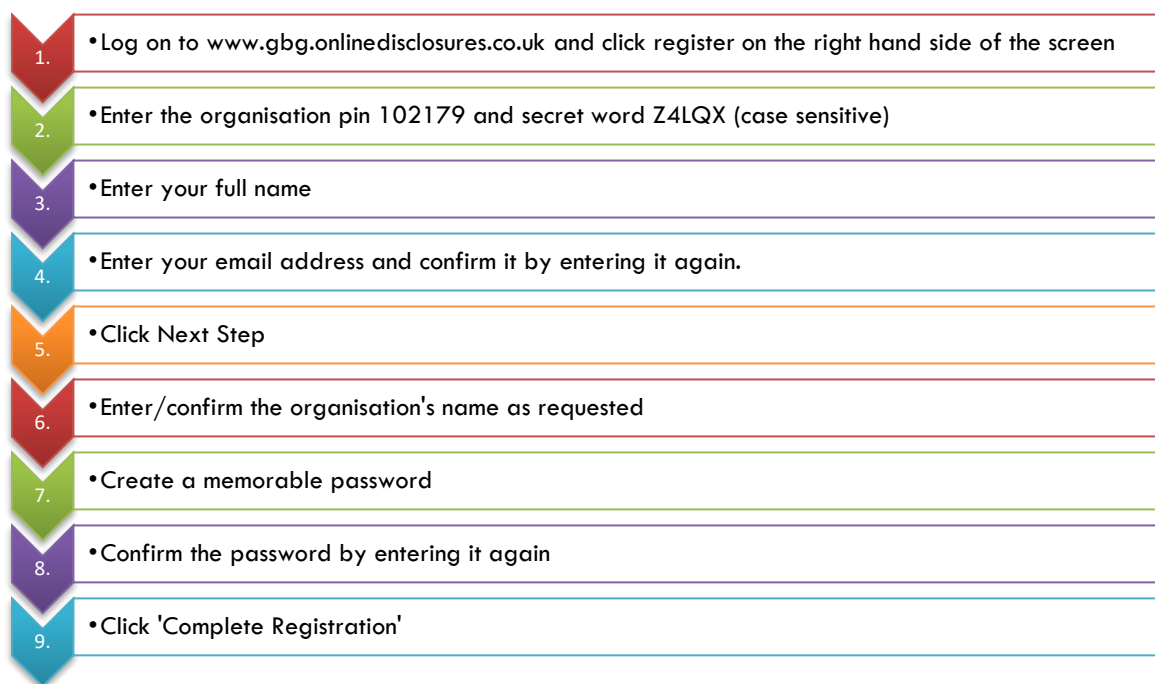 1.
•Log on to www.gbg.onlinedisclosures.co.uk and click register on the right hand side of the screen
2.
•Enter the organisation pin 102179 and secret word Z4LQX (case sensitive)
3.
•Enter your full name
4.
•Enter your email address and confirm it by entering it again.
5.
•Click Next Step
6.
•Enter/confirm the organisation's name as requested
7.
•Create a memorable password
8.
•Confirm the password by entering it again
9.
•Click 'Complete Registration'